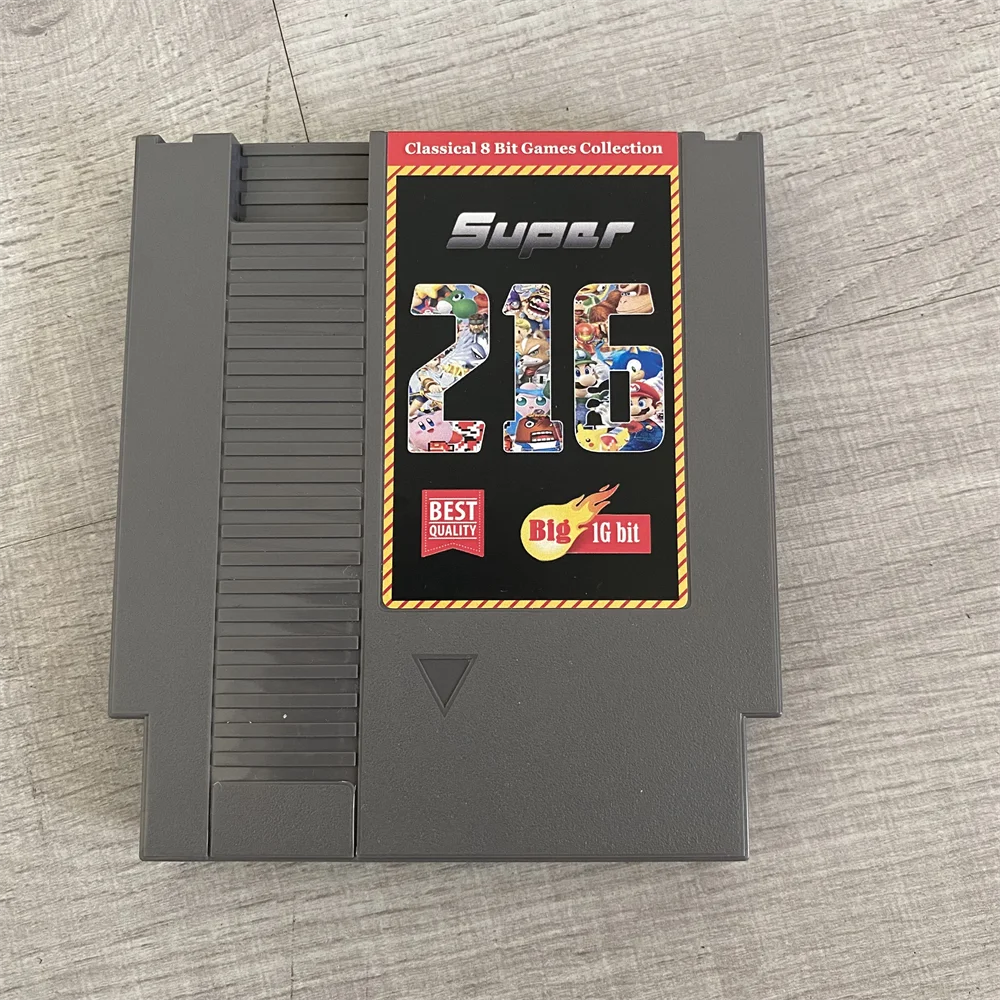 Classical 8 Bit Games Collection
Super
216
BEST
QUALITY
Big 1G bit